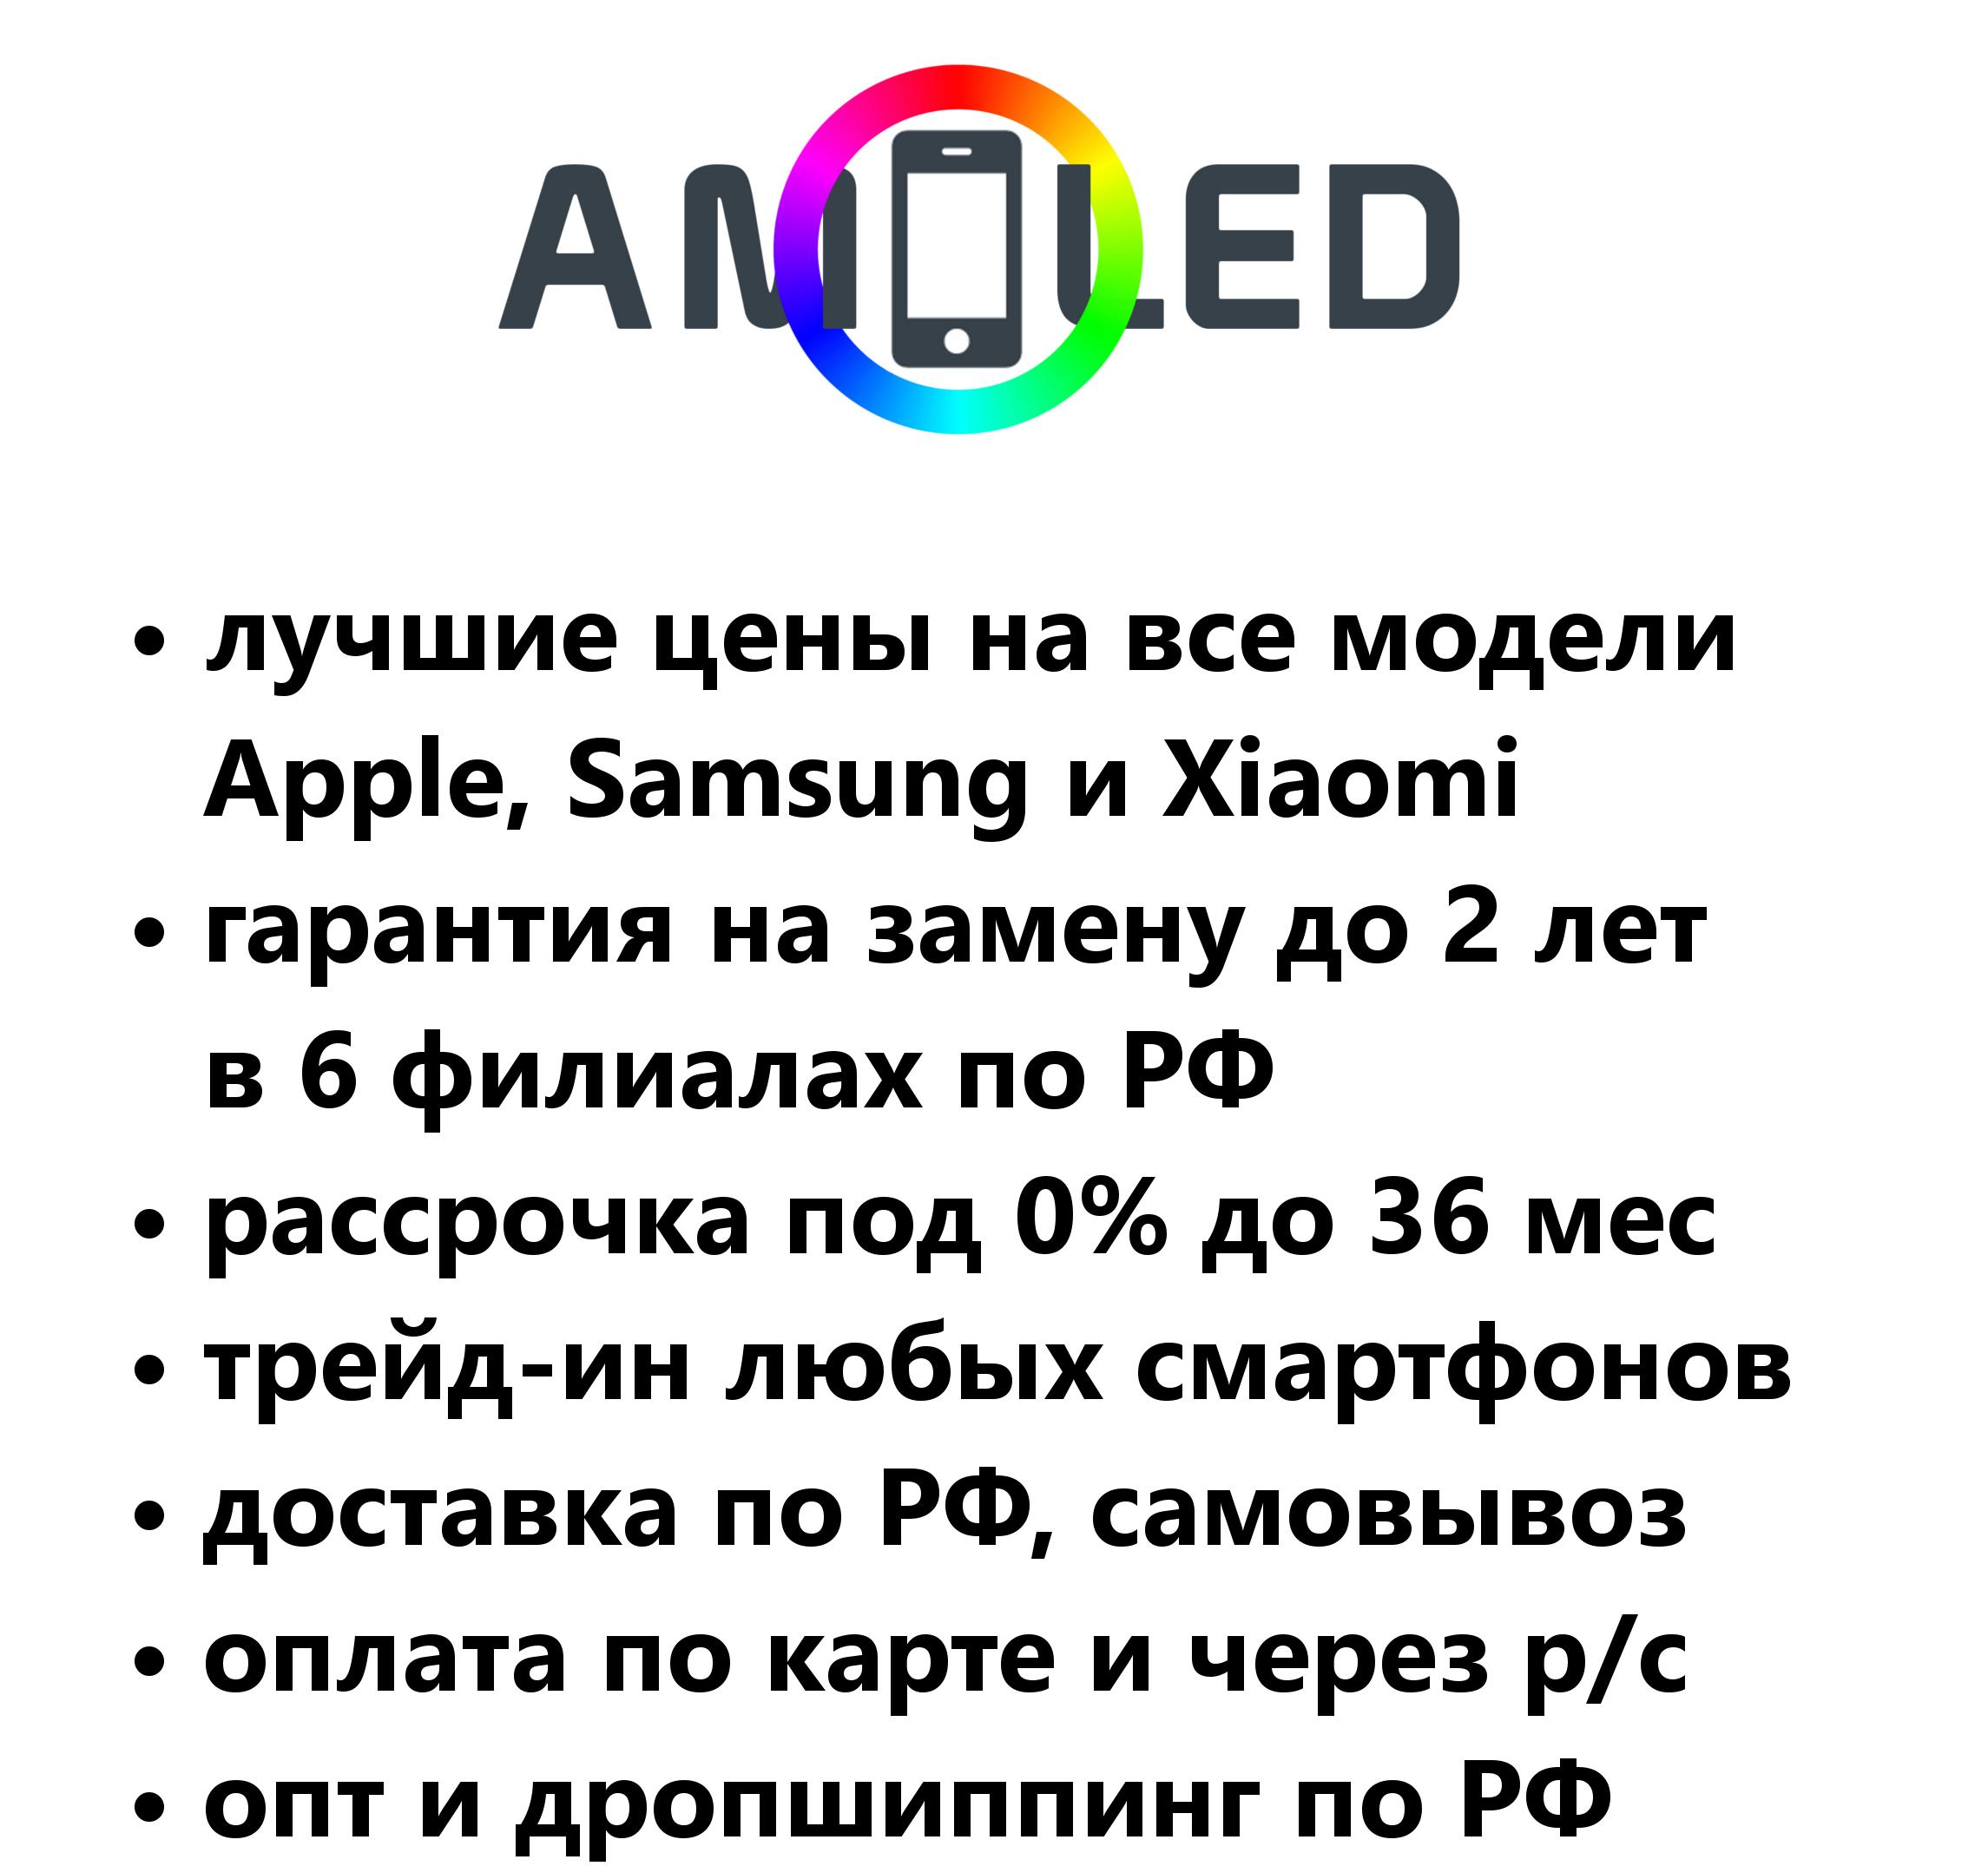 AMOLED
• лучшие цены на все модели
Apple, Samsung и Xiaomi
• гарантия на замену до 2 лет
в 6 филиалах по РФ
• рассрочка под 0% до 36 мес
• трейд-ин любых смартфонов
• доставка по РФ, самовывоз
• оплата по карте и через р/с
• опт и дропшиппинг по РФ